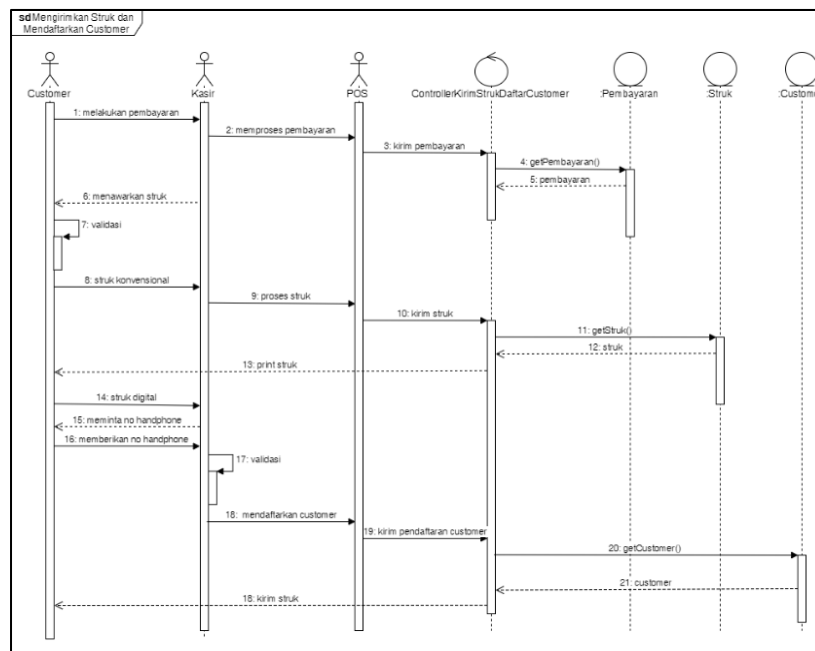 sd Mengirimkan Struk dan
Mendaftarkan Customer
Customer
Kasir
POS
ControllerKirimStrukDaftarCustomer
:Pembayaran
:Struk
:Custome
1: melakukan pembayaran
2: memproses pembayaran
3: kirim pembayaran
4: getPembayaran()
5: pembayaran
6: menawarkan struk
7: validasi
8: struk konvensional
9: proses struk
10: kirim struk
11: getStruk()
12: struk
13: print struk
14: struk digital
15: meminta no handphone
16: memberikan no handphone
17: validasi
18: mendaftarkan customer
19: kirim pendaftaran customer
20: getCustomer()
21: customer
18: kirim struk